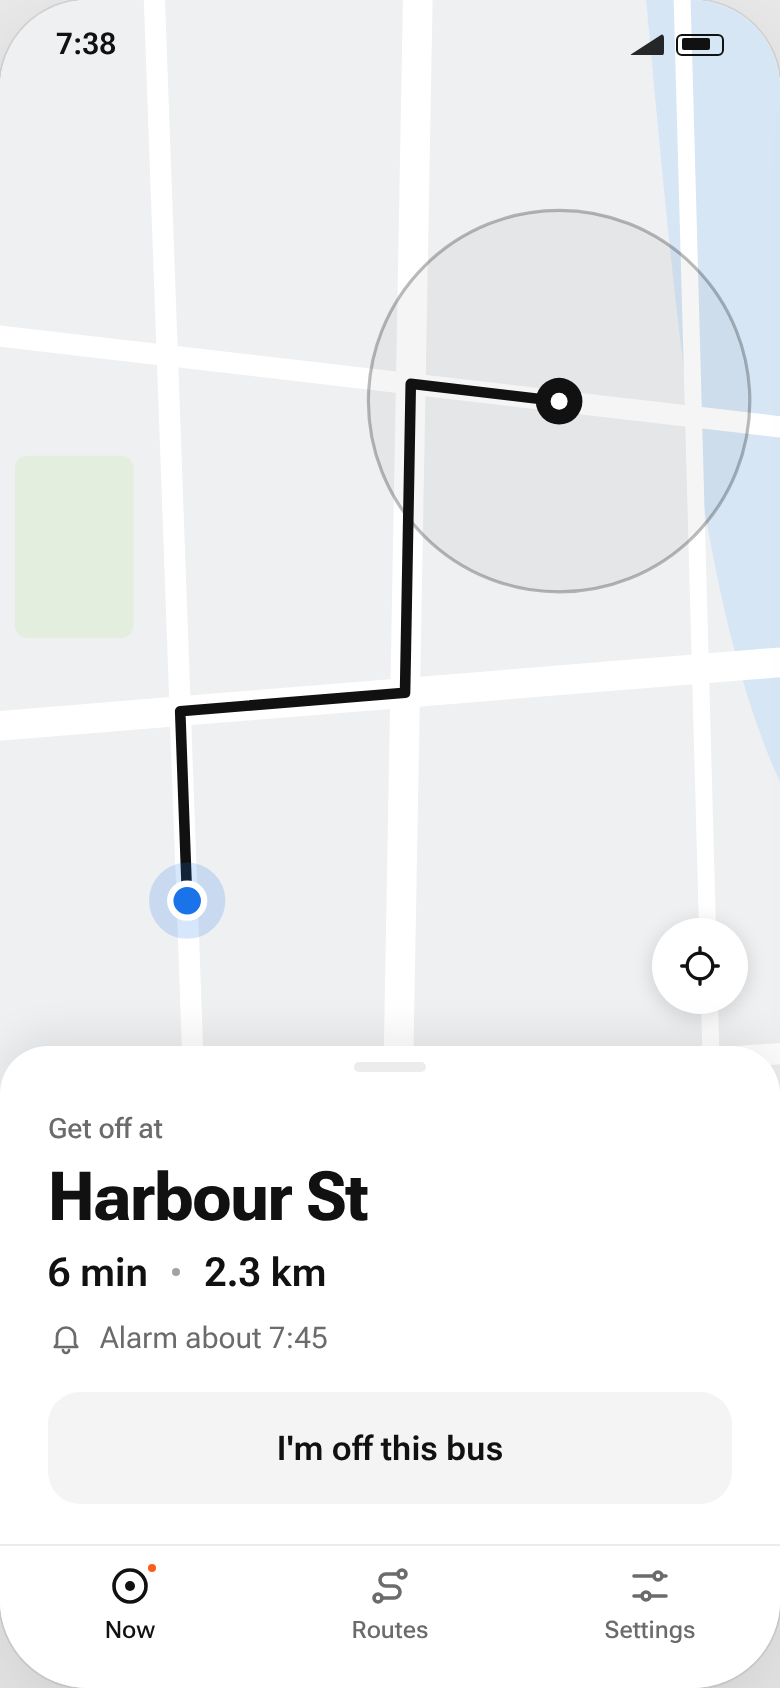 7:38
Get off at
Harbour St
6 min • 2.3 km
Alarm about 7:45
I'm off this bus
Now
Routes
Settings